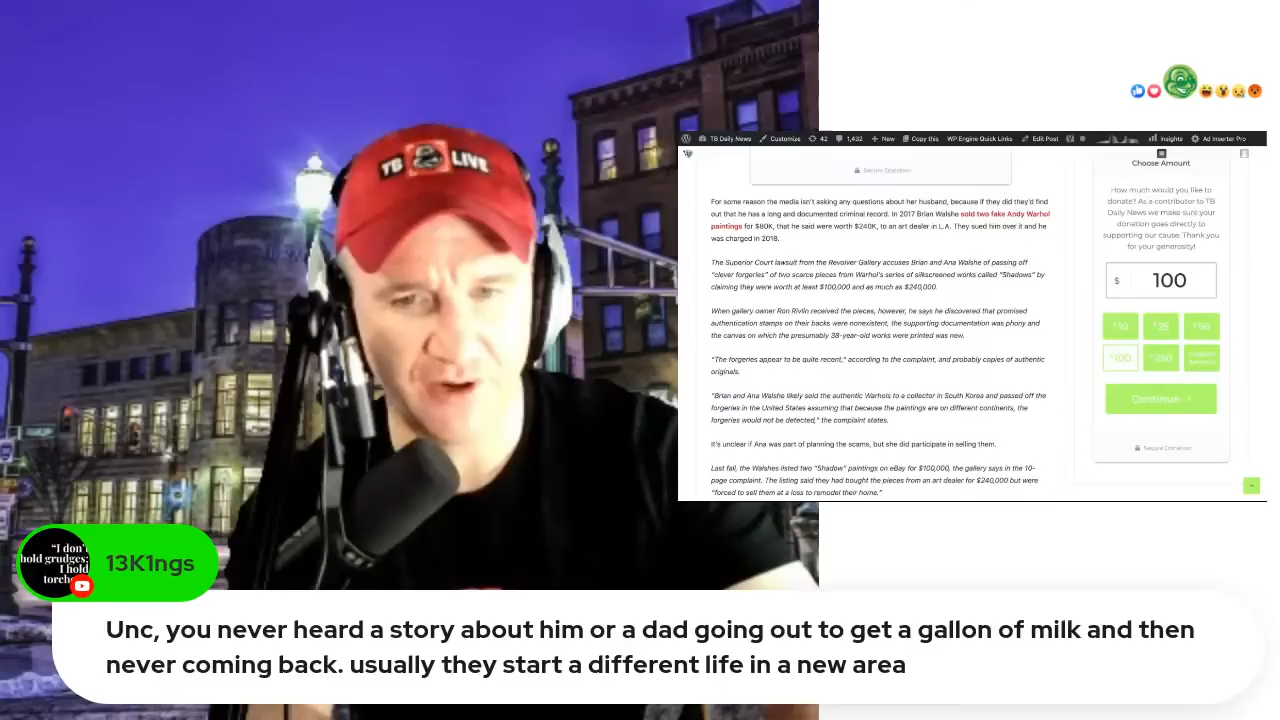 TB LIVE
TB Daily News Customize 42 1,432 New Copy this WP Engine Quick Links Edit Post Insights Ad Inserter Pro
Secure Donation
For some reason the media isn't asking any questions about her husband, because if they did they'd find
out that he has a long and documented criminal record. In 2017 Brian Walshe sold two fake Andy Warhol
paintings for $80K, that he said were worth $240K, to an art dealer in L.A. They sued him over it and he
was charged in 2018.
The Superior Court lawsuit from the Revolver Gallery accuses Brian and Ana Walshe of passing off
"clever forgeries" of two scarce pieces from Warhol's series of silkscreened works called "Shadows" by
claiming they were worth at least $100,000 and as much as $240,000.
When gallery owner Ron Rivlin received the pieces, however, he says he discovered that promised
authentication stamps on their backs were nonexistent, the supporting documentation was phony and
the canvas on which the presumably 38-year-old works were printed was new.
"The forgeries appear to be quite recent," according to the complaint, and probably copies of authentic
originals.
"Brian and Ana Walshe likely sold the authentic Warhols to a collector in South Korea and passed off the
forgeries in the United States assuming that because the paintings are on different continents, the
forgeries would not be detected," the complaint states.
It's unclear if Ana was part of planning the scams, but she did participate in selling them.
Last fall, the Walshes listed two "Shadow" paintings on eBay for $100,000, the gallery says in the 10-
page complaint. The listing said they had bought the pieces from an art dealer for $240,000 but were
"forced to sell them at a loss to remodel their home."
Choose Amount
How much would you like to
donate? As a contributor to TB
Daily News we make sure your
donation goes directly to
supporting our cause. Thank you
for your generosity!
$ 100
$10 $25 $50
$100 $250 Custom Amount
Continue ›
Secure Donation
"I don't
hold grudges;
I hold
torche
13K1ngs
Unc, you never heard a story about him or a dad going out to get a gallon of milk and then
never coming back. usually they start a different life in a new area